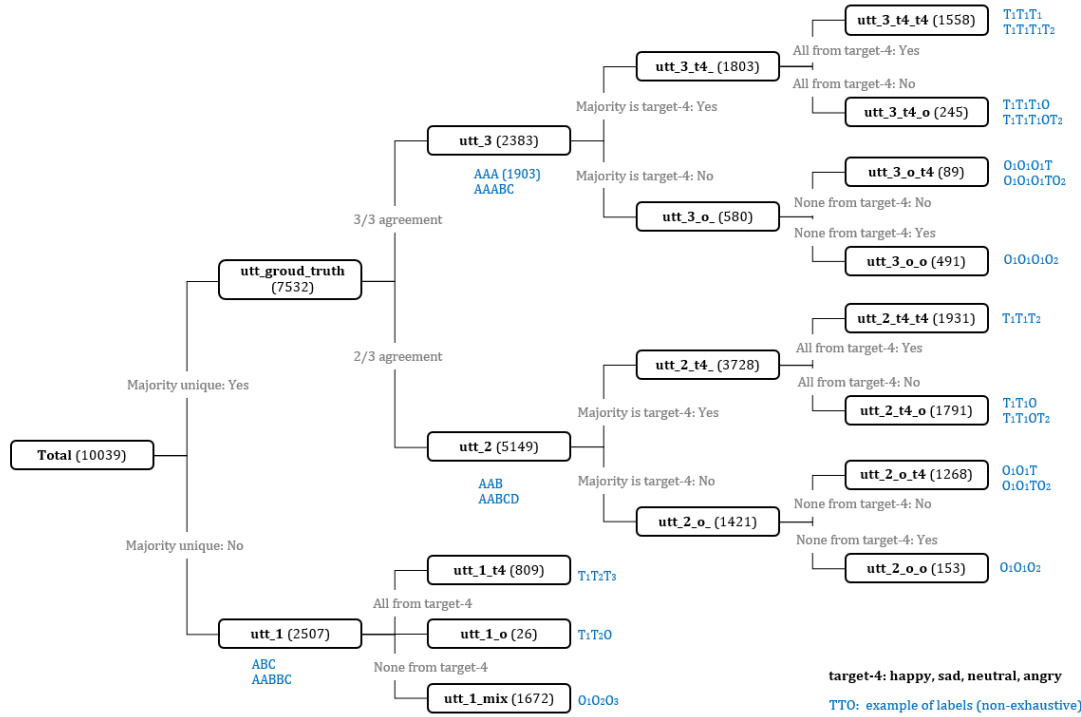 utt_3_t4_t4 (1558)
T1T1T1
T1T1T1T2
All from target-4: Yes
utt_3_t4_ (1803)
All from target-4: No
Majority is target-4: Yes
utt_3_t4_o (245)
T1T1T1O
T1T1T1OT2
utt_3 (2383)
AAA (1903)
AAABC
Majority is target-4: No
utt_3_o_t4 (89)
O1O1O1T
O1O1O1TO2
None from target-4: No
utt_3_o_ (580)
None from target-4: Yes
3/3 agreement
utt_3_o_o (491)
O1O1O1O2
utt_groud_truth
(7532)
utt_2_t4_t4 (1931)
T1T1T2
2/3 agreement
All from target-4: Yes
utt_2_t4_ (3728)
All from target-4: No
Majority unique: Yes
Majority is target-4: Yes
utt_2_t4_o (1791)
T1T1O
T1T1OT2
utt_2 (5149)
Total (10039)
AAB
AABCD
Majority is target-4: No
utt_2_o_t4 (1268)
O1O1T
O1O1TO2
None from target-4: No
utt_2_o_ (1421)
None from target-4: Yes
Majority unique: No
utt_2_o_o (153)
O1O1O2
utt_1_t4 (809)
T1T2T3
All from target-4
utt_1 (2507)
ABC
AABBC
utt_1_o (26)
T1T2O
None from target-4
utt_1_mix (1672)
O1O2O3
target-4: happy, sad, neutral, angry
TTO: example of labels (non-exhaustive)